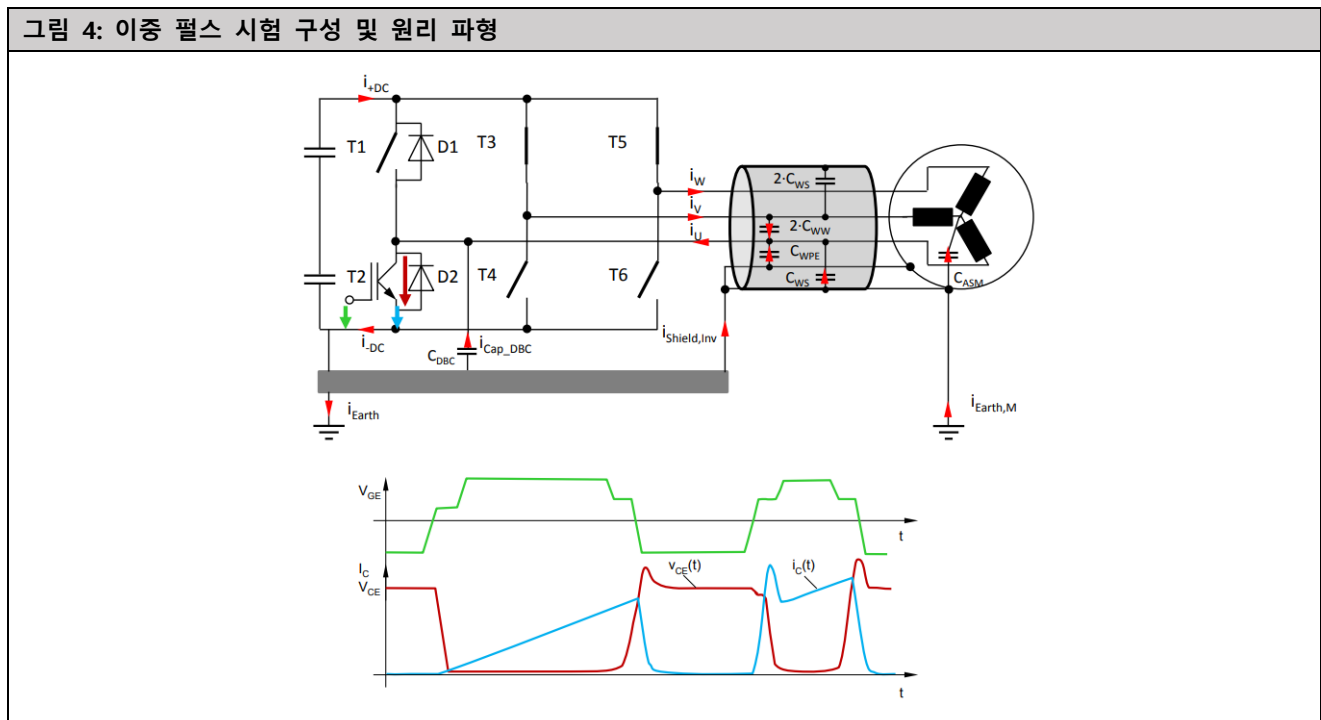 그림 4: 이중 펄스 시험 구성 및 원리 파형
i+DC
T1
D1
T3
T5
iW
iV
iU
2·CWS
2·CWW
CWPE
CWS
CASM
T2
D2
T4
T6
i-DC
CDBC
iCap_DBC
iShield,Inv
iEarth
iEarth,M
VGE
t
IC
VCE
vCE(t)
iC(t)
t